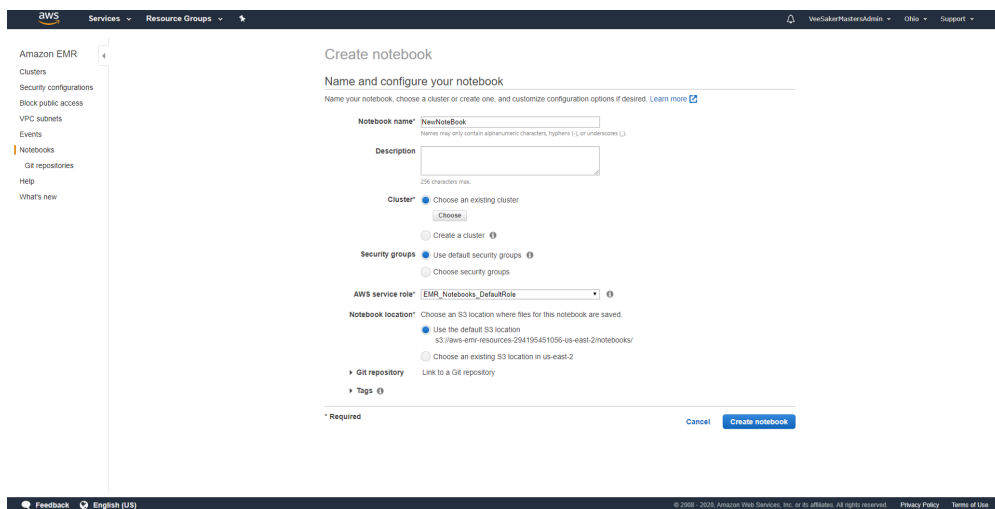 aws Services Resource Groups VeeSakerMastersAdmin Ohio Support
Amazon EMR
Clusters
Security configurations
Block public access
VPC subnets
Events
Notebooks
Git repositories
Help
What's new
Create notebook
Name and configure your notebook
Name your notebook, choose a cluster or create one, and customize configuration options if desired. Learn more
Notebook name* NewNoteBook
Names may only contain alphanumeric characters, hyphens (-), or underscores (_).
Description
256 characters max.
Cluster* Choose an existing cluster
Choose
Create a cluster
Security groups Use default security groups
Choose security groups
AWS service role* EMR_Notebooks_DefaultRole
Notebook location* Choose an S3 location where files for this notebook are saved.
Use the default S3 location
s3://aws-emr-resources-294195451056-us-east-2/notebooks/
Choose an existing S3 location in us-east-2
Git repository Link to a Git repository
Tags
* Required
Cancel Create notebook
Feedback English (US) © 2008 - 2020, Amazon Web Services, Inc. or its affiliates. All rights reserved. Privacy Policy Terms of Use